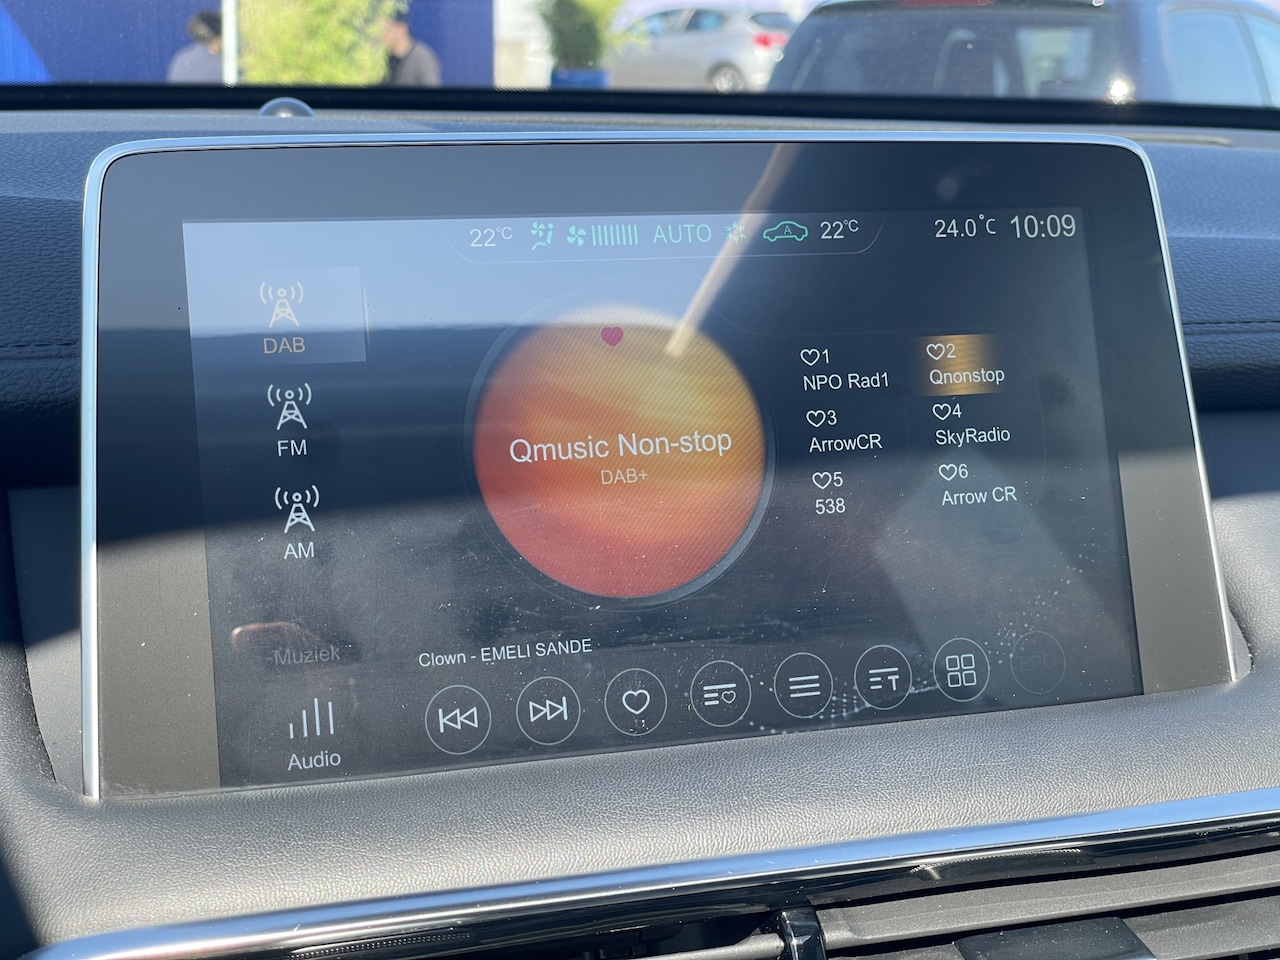 22°C AUTO A 22°C 24.0°C 10:09
DAB
FM
AM
Muziek
Audio
Qmusic Non-stop
DAB+
1
NPO Rad1
2
Qnonstop
3
ArrowCR
4
SkyRadio
5
538
6
Arrow CR
Clown - EMELI SANDE
T